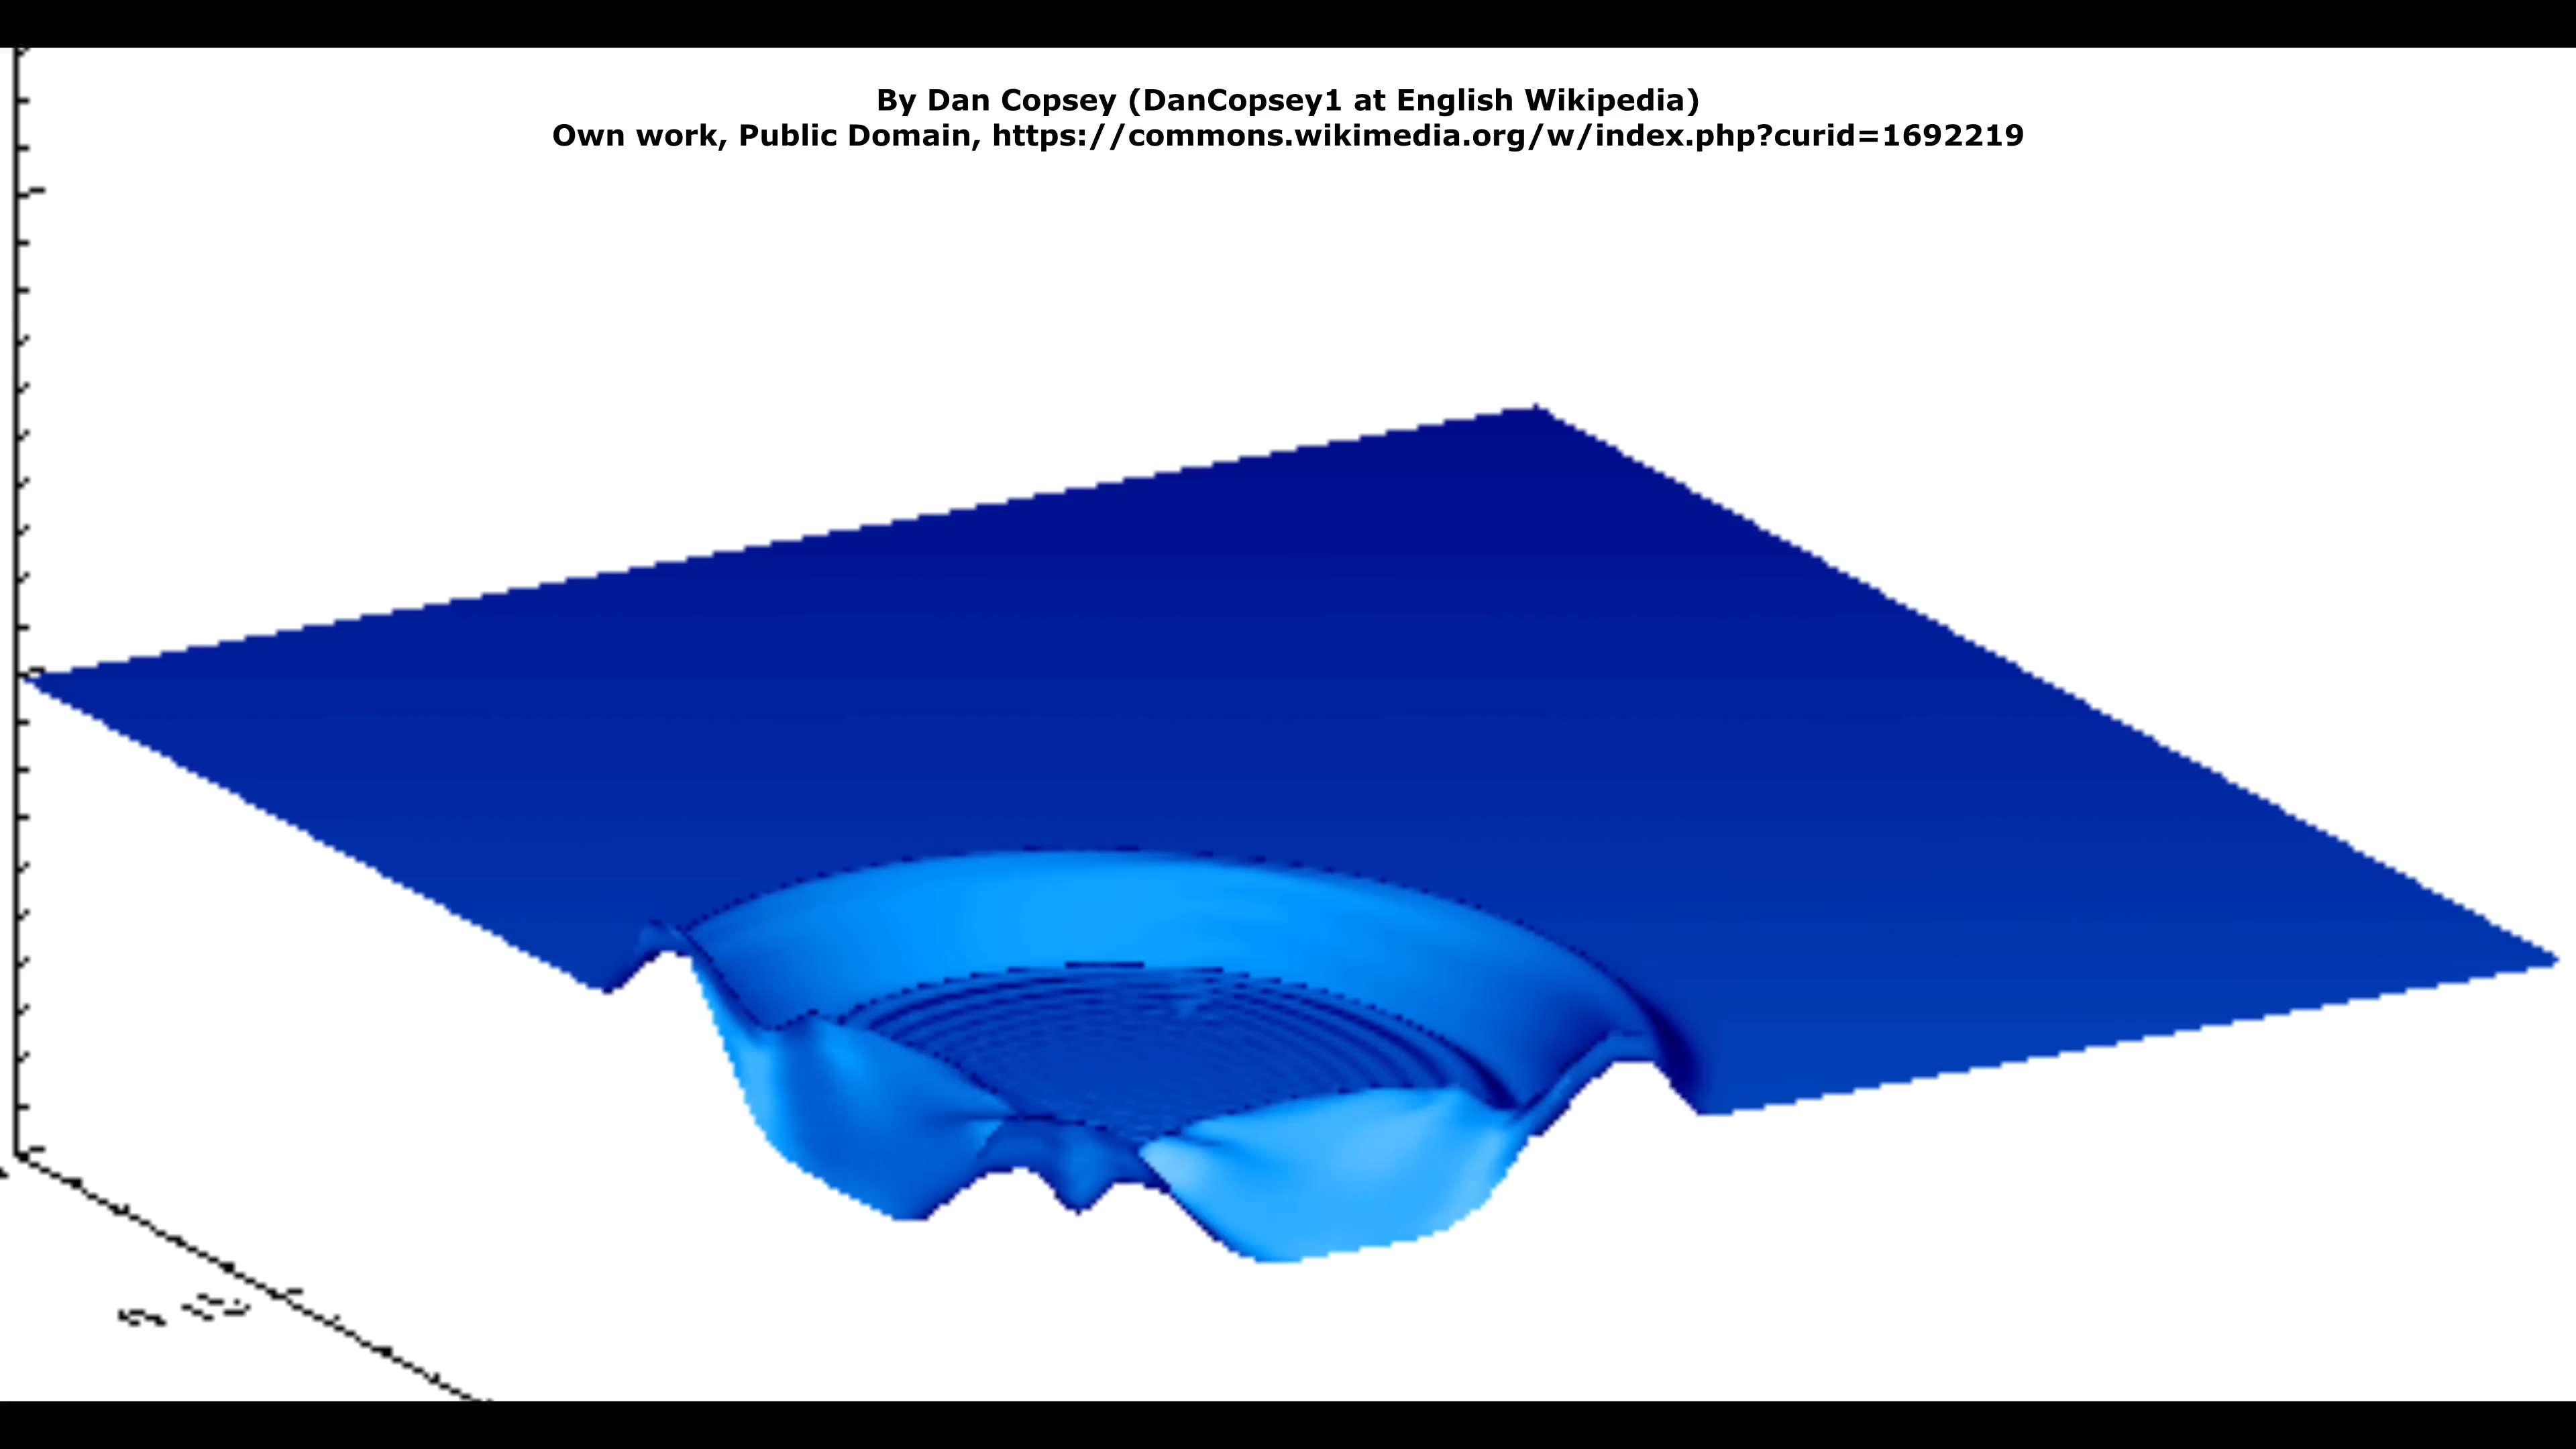 By Dan Copsey (DanCopsey1 at English Wikipedia)
Own work, Public Domain, https://commons.wikimedia.org/w/index.php?curid=1692219